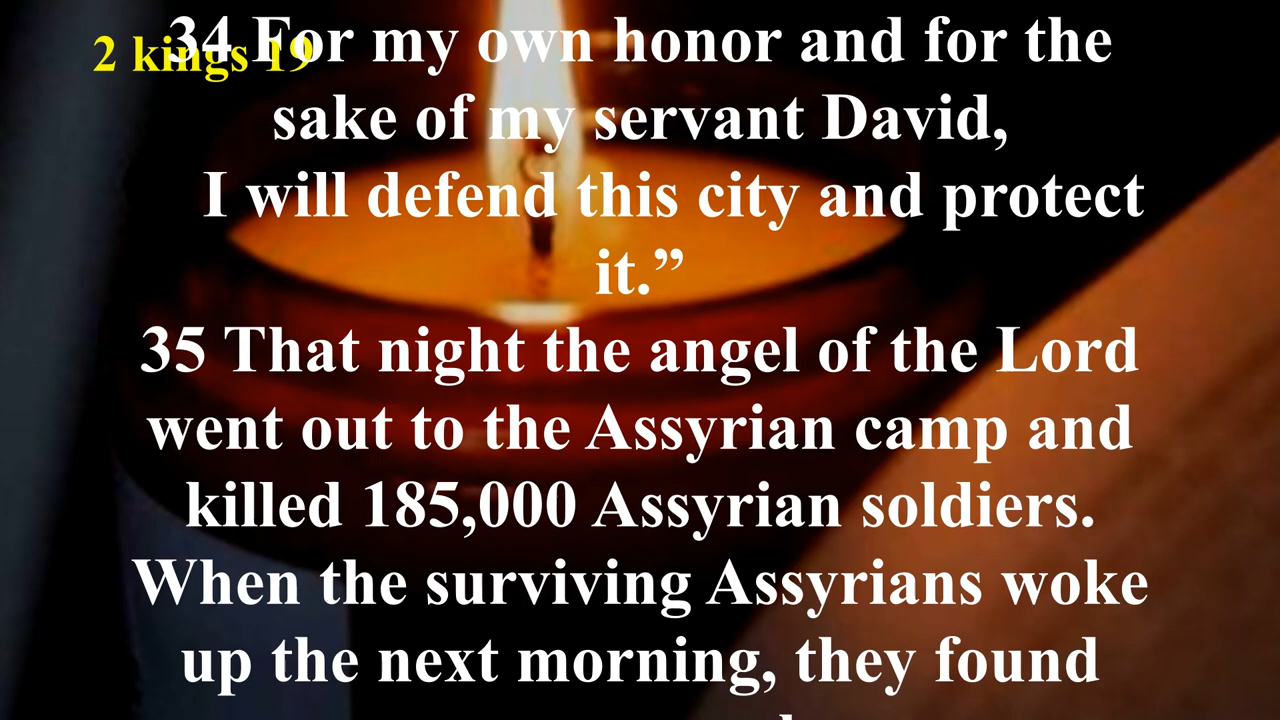 2 kings 19
34 For my own honor and for the
sake of my servant David,
I will defend this city and protect
it.”
35 That night the angel of the Lord
went out to the Assyrian camp and
killed 185,000 Assyrian soldiers.
When the surviving Assyrians woke
up the next morning, they found